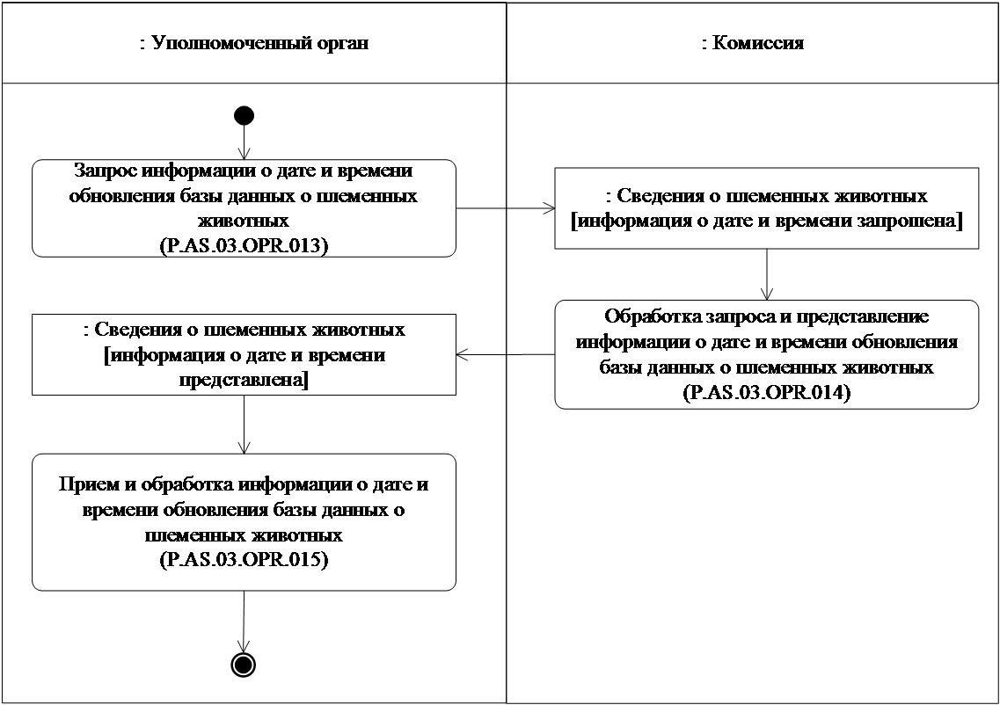 : Уполномоченный орган
: Комиссия
Запрос информации о дате и времени
обновления базы данных о племенных
животных
(P.AS.03.OPR.013)
: Сведения о племенных животных
[информация о дате и времени запрошена]
Обработка запроса и представление
информации о дате и времени обновления
базы данных о племенных животных
(P.AS.03.OPR.014)
: Сведения о племенных животных
[информация о дате и времени
представлена]
Прием и обработка информации о дате и
времени обновления базы данных о
племенных животных
(P.AS.03.OPR.015)